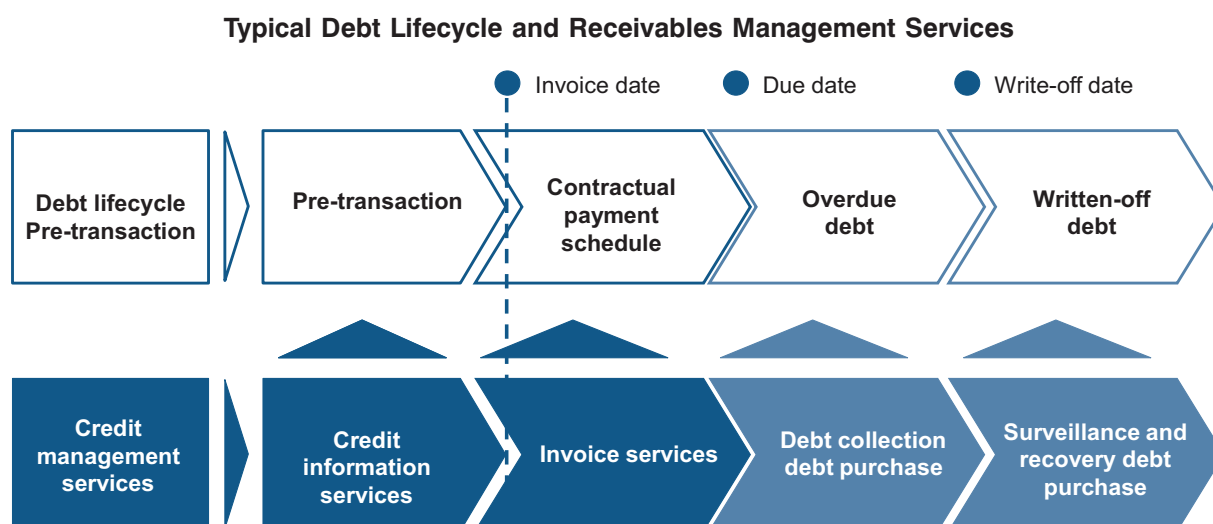 Typical Debt Lifecycle and Receivables Management Services
Invoice date
Due date
Write-off date
Debt lifecycle
Pre-transaction
Pre-transaction
Contractual
payment
schedule
Overdue
debt
Written-off
debt
Credit
management
services
Credit
information
services
Invoice services
Debt collection
debt purchase
Surveillance and
recovery debt
purchase